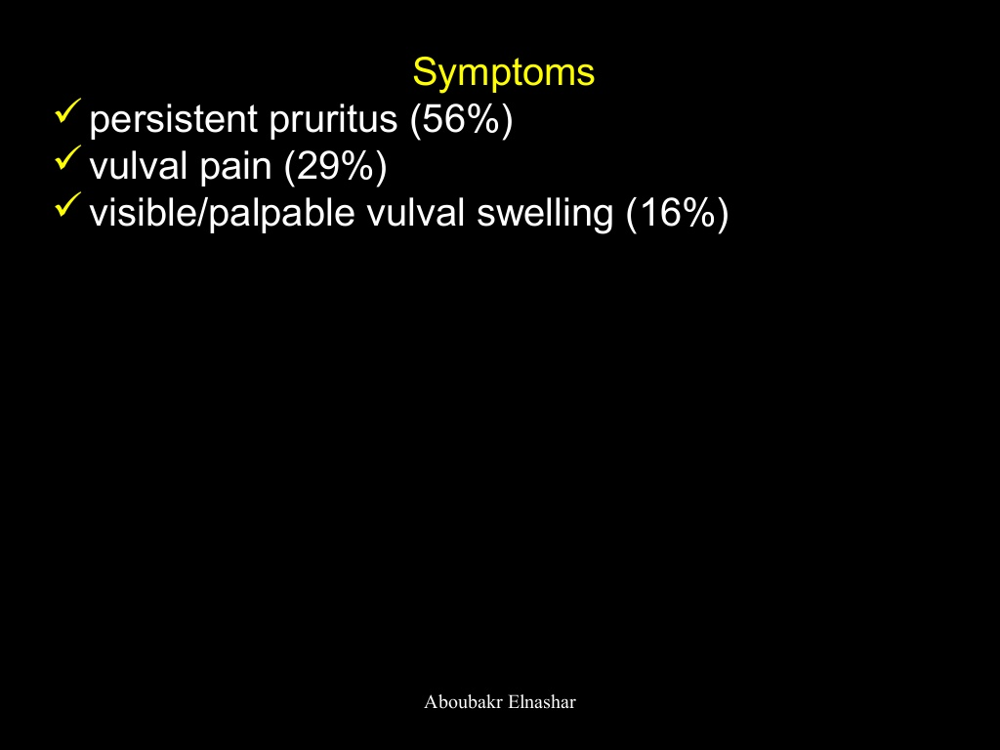 Symptoms
✓ persistent pruritus (56%)
✓ vulval pain (29%)
✓ visible/palpable vulval swelling (16%)
Aboubakr Elnashar